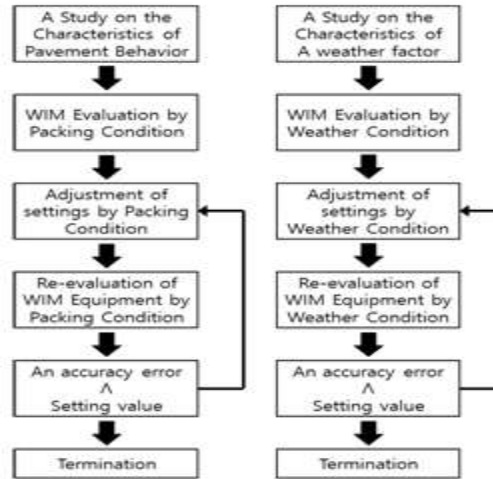 A Study on the
Characteristics of
Pavement Behavior
WIM Evaluation by
Packing Condition
Adjustment of
settings by Packing
Condition
Re-evaluation of
WIM Equipment by
Packing Condition
An accuracy error
Λ
Setting value
Termination
A Study on the
Characteristics of
A weather factor
WIM Evaluation by
Weather Condition
Adjustment of
settings by
Weather Condition
Re-evaluation of
WIM Equipment by
Weather Condition
An accuracy error
Λ
Setting value
Termination